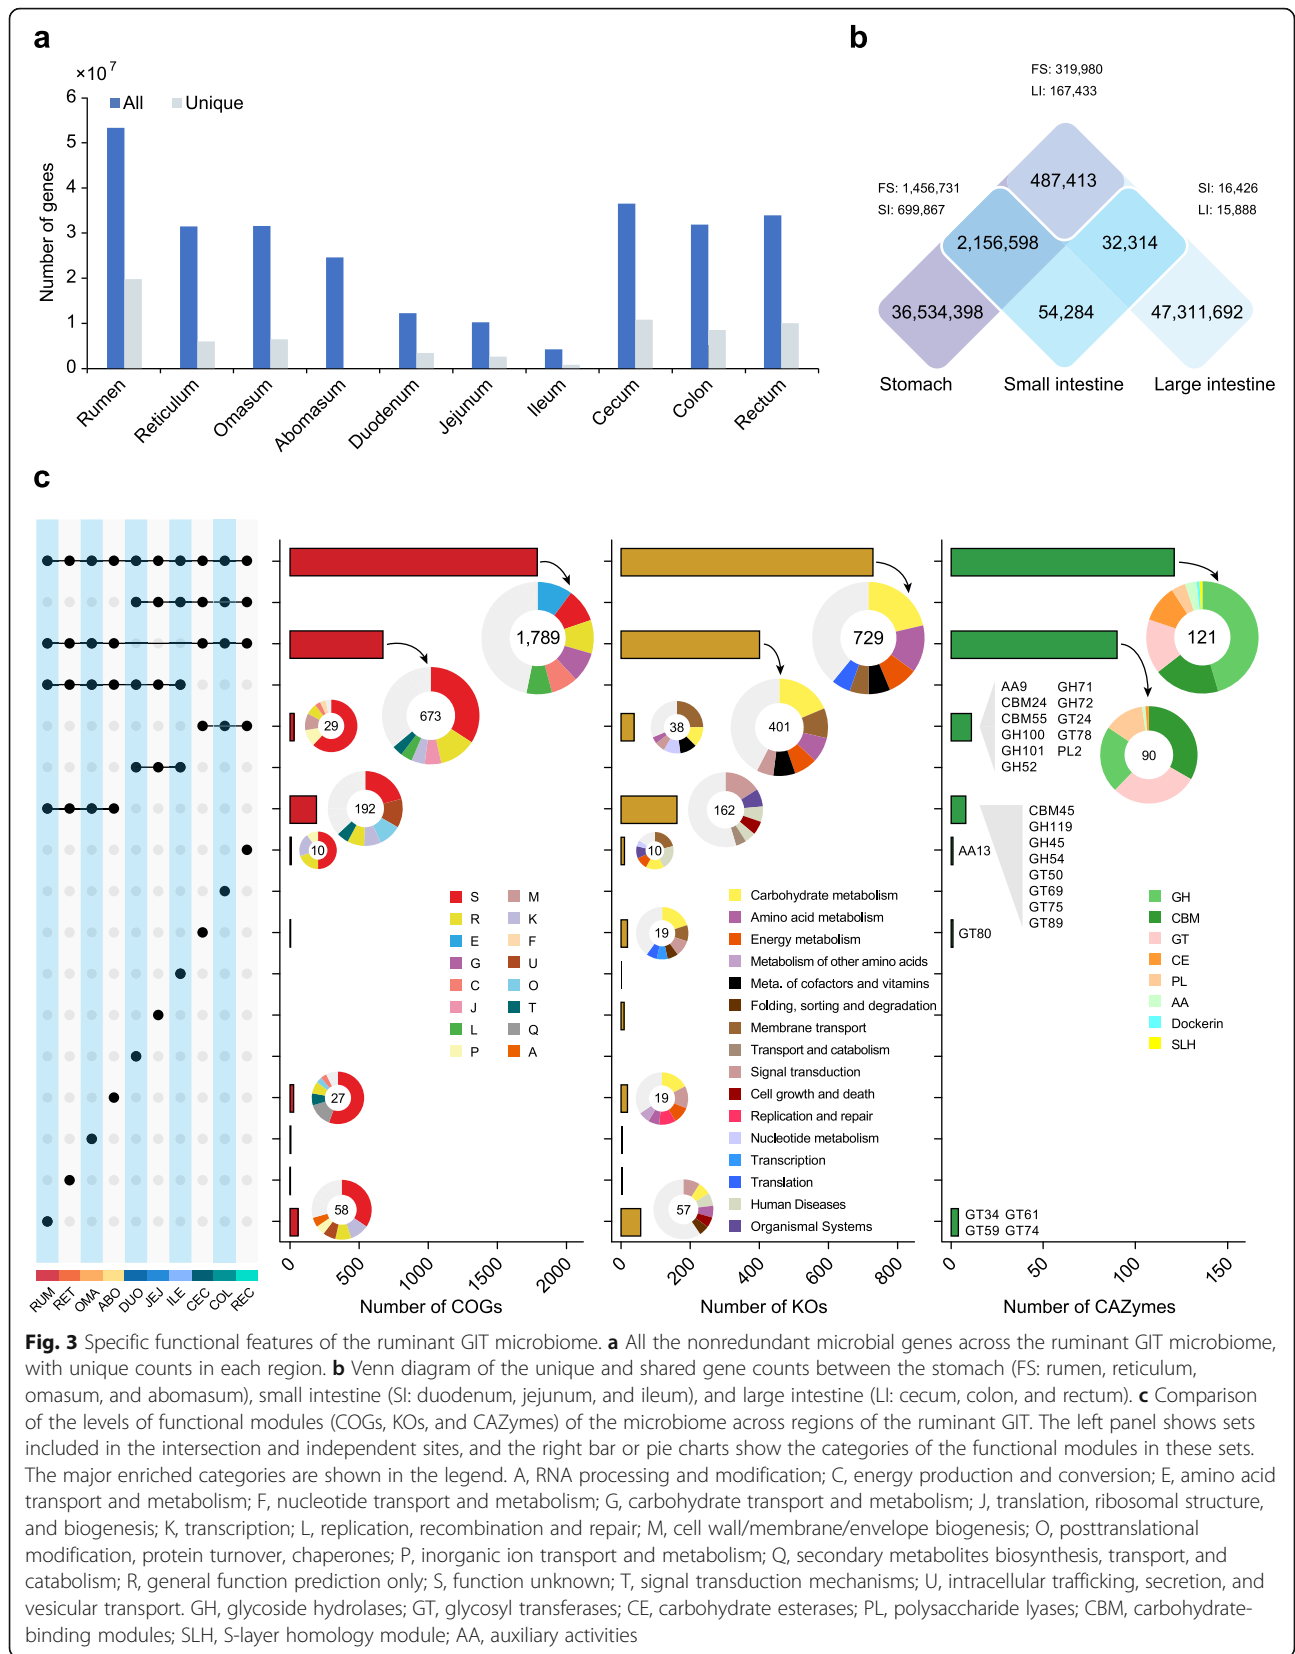 a
×10 7
6
5
4
3
2
1
0
Number of genes
All
Unique
Rumen
Reticulum
Omasum
Abomasum
Duodenum
Jejunum
Ileum
Cecum
Colon
Rectum
b
FS: 319,980
LI: 167,433
487,413
FS: 1,456,731
SI: 699,867
SI: 16,426
LI: 15,888
2,156,598
32,314
36,534,398
54,284
47,311,692
Stomach
Small intestine
Large intestine
c
RUM
RET
OMA
ABO
DUO
JEJ
ILE
CEC
COL
REC
1,789
673
29
192
10
27
58
S
R
E
G
C
J
L
P
M
K
F
U
O
T
Q
A
0
500
1000
1500
2000
Number of COGs
729
401
38
162
10
19
19
57
Carbohydrate metabolism
Amino acid metabolism
Energy metabolism
Metabolism of other amino acids
Meta. of cofactors and vitamins
Folding, sorting and degradation
Membrane transport
Transport and catabolism
Signal transduction
Cell growth and death
Replication and repair
Nucleotide metabolism
Transcription
Translation
Human Diseases
Organismal Systems
0
200
400
600
800
Number of KOs
121
90
AA9 GH71
CBM24 GH72
CBM55 GT24
GH100 GT78
GH101 PL2
GH52
CBM45
GH119
GH45
GH54
GT50
GT69
GT75
GT89
AA13
GT80
GH
CBM
GT
CE
PL
AA
Dockerin
SLH
GT34 GT61
GT59 GT74
0
50
100
150
Number of CAZymes
Fig. 3 Specific functional features of the ruminant GIT microbiome. a All the nonredundant microbial genes across the ruminant GIT microbiome,
with unique counts in each region. b Venn diagram of the unique and shared gene counts between the stomach (FS: rumen, reticulum,
omasum, and abomasum), small intestine (SI: duodenum, jejunum, and ileum), and large intestine (LI: cecum, colon, and rectum). c Comparison
of the levels of functional modules (COGs, KOs, and CAZymes) of the microbiome across regions of the ruminant GIT. The left panel shows sets
included in the intersection and independent sites, and the right bar or pie charts show the categories of the functional modules in these sets.
The major enriched categories are shown in the legend. A, RNA processing and modification; C, energy production and conversion; E, amino acid
transport and metabolism; F, nucleotide transport and metabolism; G, carbohydrate transport and metabolism; J, translation, ribosomal structure,
and biogenesis; K, transcription; L, replication, recombination and repair; M, cell wall/membrane/envelope biogenesis; O, posttranslational
modification, protein turnover, chaperones; P, inorganic ion transport and metabolism; Q, secondary metabolites biosynthesis, transport, and
catabolism; R, general function prediction only; S, function unknown; T, signal transduction mechanisms; U, intracellular trafficking, secretion, and
vesicular transport. GH, glycoside hydrolases; GT, glycosyl transferases; CE, carbohydrate esterases; PL, polysaccharide lyases; CBM, carbohydrate-
binding modules; SLH, S-layer homology module; AA, auxiliary activities